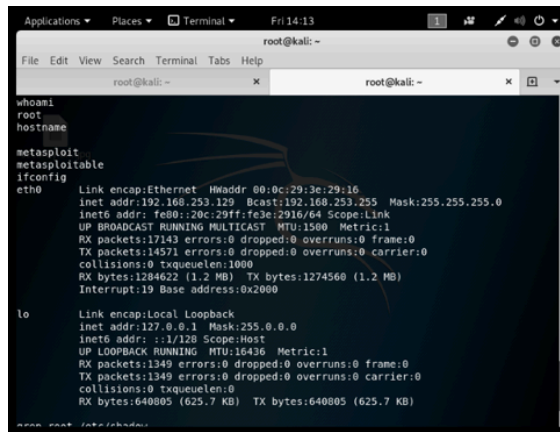 Applications Places Terminal Fri 14:13 1
root@kali: ~
File Edit View Search Terminal Tabs Help
root@kali: ~ root@kali: ~
whoami
root
hostname
metasploit
metasploitable
ifconfig
eth0 Link encap:Ethernet HWaddr 00:0c:29:3e:29:16
inet addr:192.168.253.129 Bcast:192.168.253.255 Mask:255.255.255.0
inet6 addr: fe80::20c:29ff:fe3e:2916/64 Scope:Link
UP BROADCAST RUNNING MULTICAST MTU:1500 Metric:1
RX packets:17143 errors:0 dropped:0 overruns:0 frame:0
TX packets:14571 errors:0 dropped:0 overruns:0 carrier:0
collisions:0 txqueuelen:1000
RX bytes:1284622 (1.2 MB) TX bytes:1274560 (1.2 MB)
Interrupt:19 Base address:0x2000
lo Link encap:Local Loopback
inet addr:127.0.0.1 Mask:255.0.0.0
inet6 addr: ::1/128 Scope:Host
UP LOOPBACK RUNNING MTU:16436 Metric:1
RX packets:1349 errors:0 dropped:0 overruns:0 frame:0
TX packets:1349 errors:0 dropped:0 overruns:0 carrier:0
collisions:0 txqueuelen:0
RX bytes:640805 (625.7 KB) TX bytes:640805 (625.7 KB)
grep root /etc/shadow